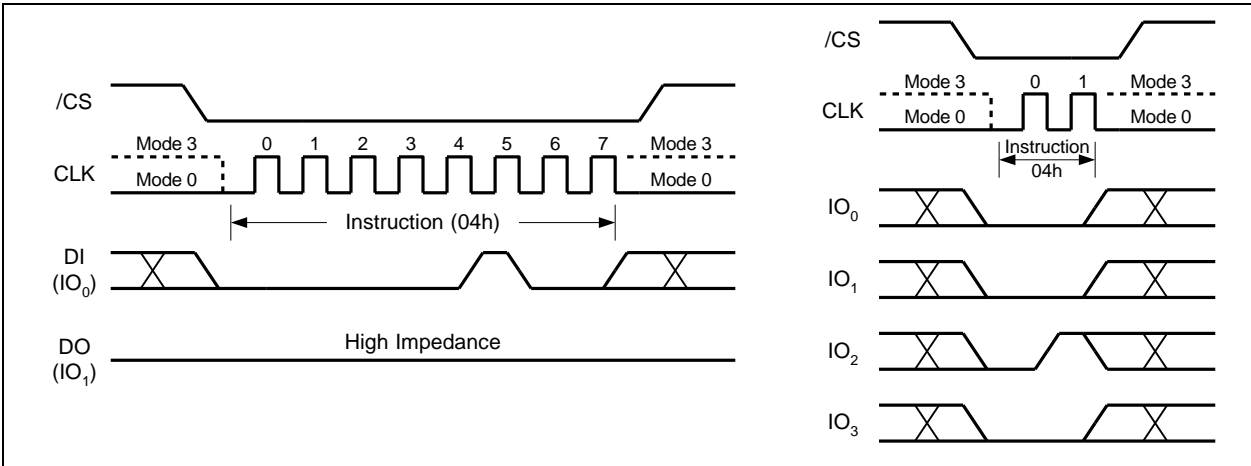 /CS
Mode 3 0 1 2 3 4 5 6 7 Mode 3
CLK
Mode 0 Mode 0
Instruction (04h)
DI
(IO₀)
High Impedance
DO
(IO₁)
/CS
Mode 3 0 1 Mode 3
CLK
Mode 0 Mode 0
Instruction
04h
IO₀
IO₁
IO₂
IO₃